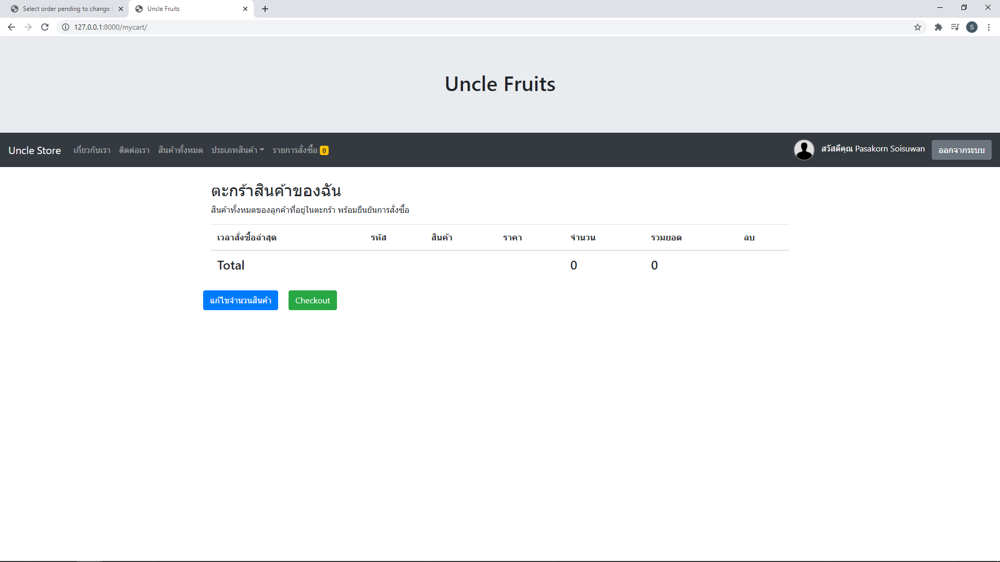 Select order pending to change |
Uncle Fruits
127.0.0.1:8000/mycart/
S
Uncle Fruits
Uncle Store เกี่ยวกับเรา ติดต่อเรา สินค้าทั้งหมด ประเภทสินค้า รายการสั่งซื้อ 0 สวัสดีคุณ Pasakorn Soisuwan ออกจากระบบ
ตะกร้าสินค้าของฉัน
สินค้าทั้งหมดของลูกค้าที่อยู่ในตะกร้า พร้อมยืนยันการสั่งซื้อ
เวลาสั่งซื้อล่าสุด รหัส สินค้า ราคา จำนวน รวมยอด ลบ
Total 0 0
แก้ไขจำนวนสินค้า Checkout